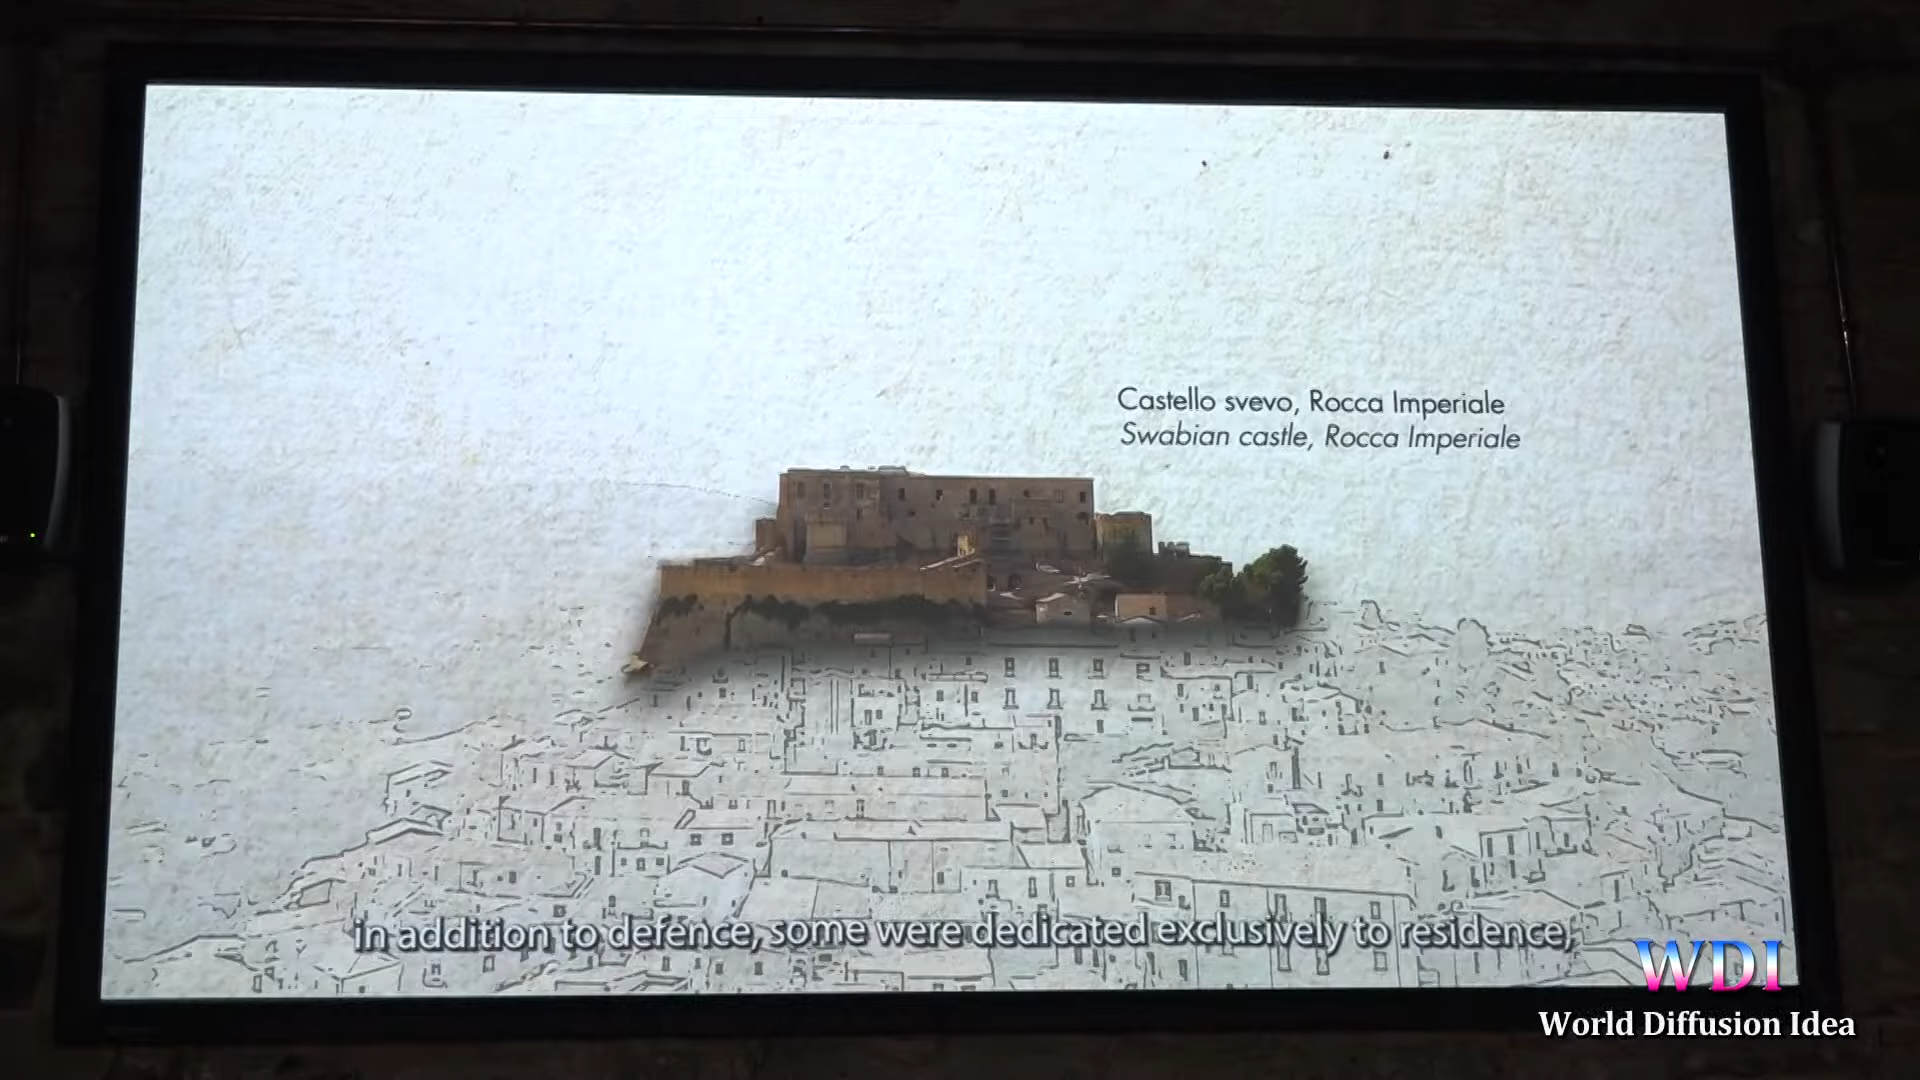 Castello svevo, Rocca Imperiale
Swabian castle, Rocca Imperiale
in addition to defence, some were dedicated exclusively to residence,
WDI
World Diffusion Idea